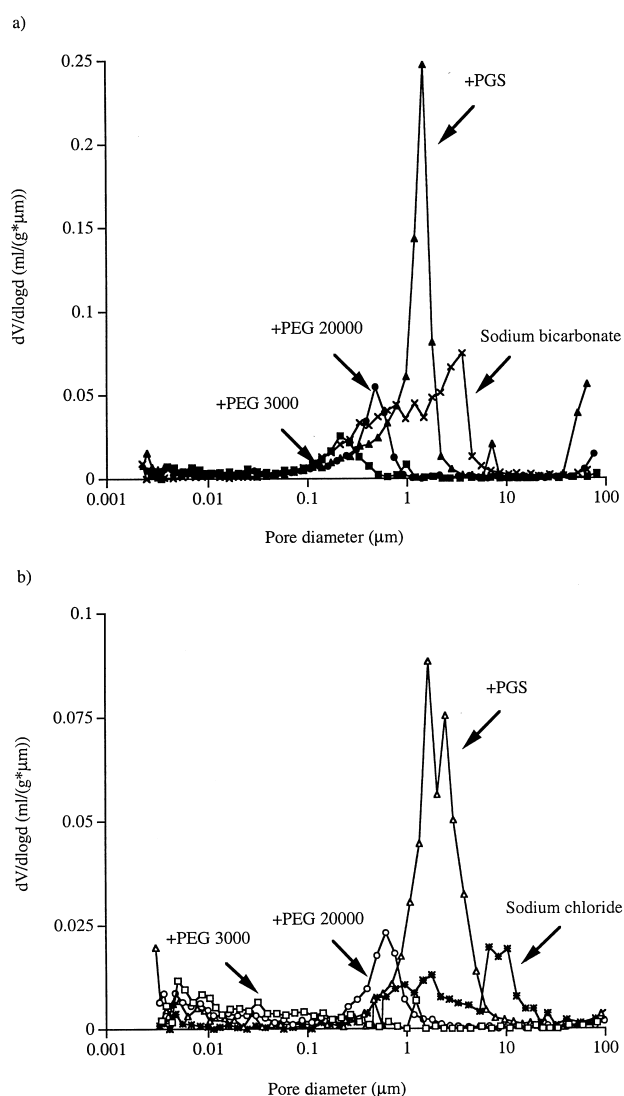 a)
0.25
+PGS
0.2
0.15
dV/dlogd (ml/(g*μm))
+PEG 20000
Sodium bicarbonate
0.1
+PEG 3000
0.05
0
0.001
0.01
0.1
1
10
100
Pore diameter (μm)
b)
0.1
+PGS
0.075
dV/dlogd (ml/(g*μm))
0.05
Sodium chloride
+PEG 20000
+PEG 3000
0.025
0
0.001
0.01
0.1
1
10
100
Pore diameter (μm)